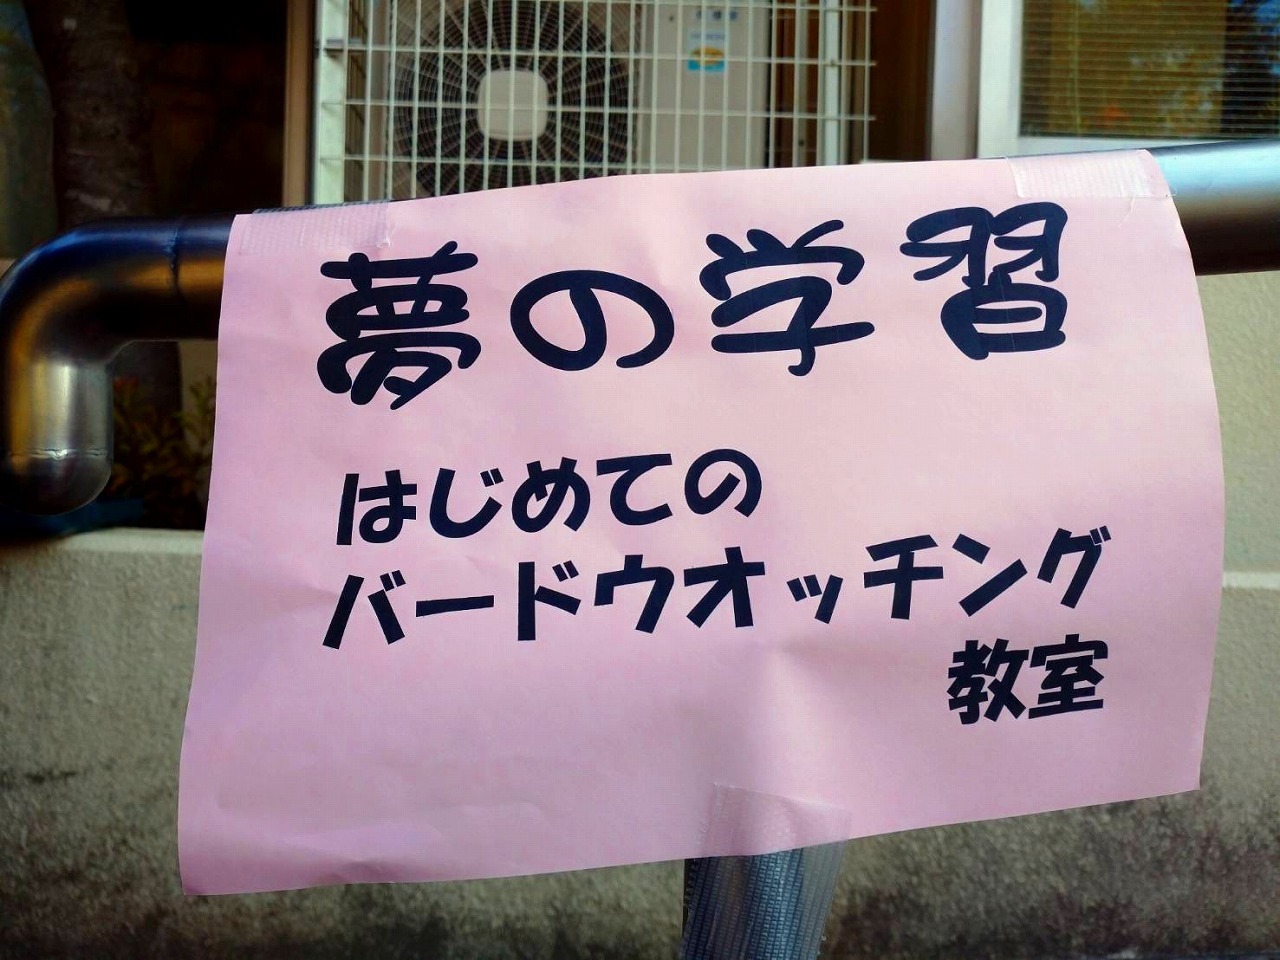 夢の学習
はじめての
バードウオッチング
教室